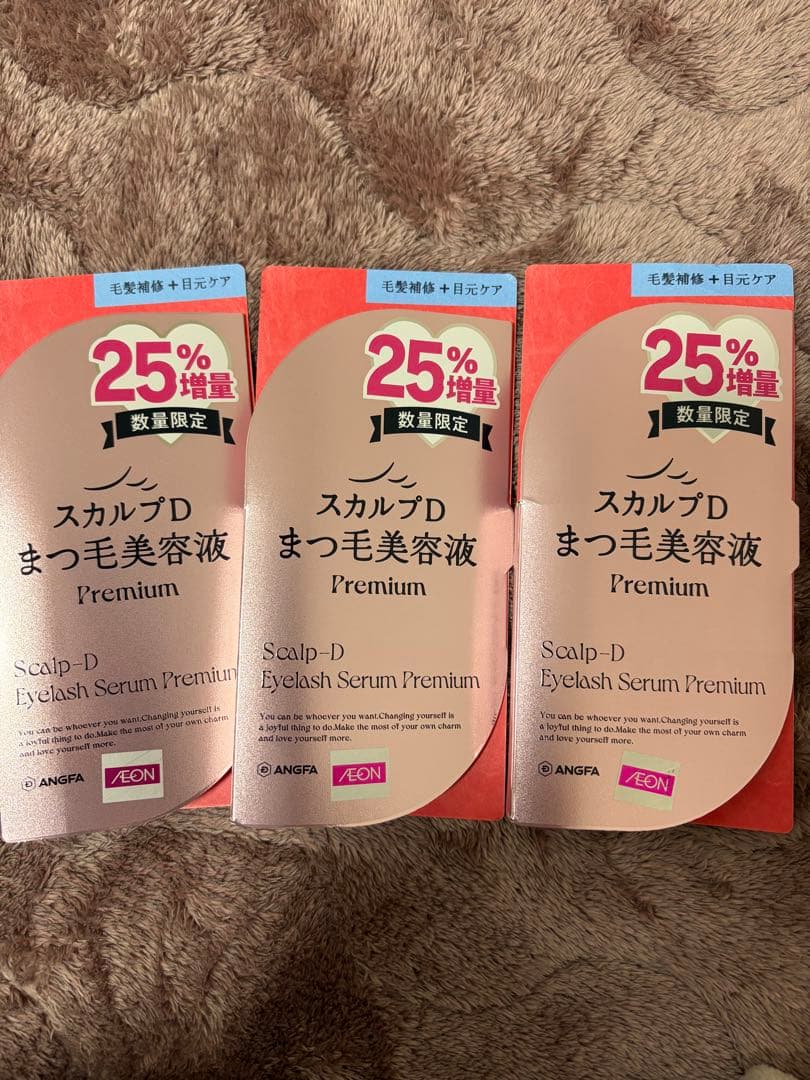 毛髪補修+目元ケア
25%
増量
数量限定
スカルプD
まつ毛美容液
Premium
Scalp-D
Eyelash Serum Premium
You can be whoever you want.Changing yourself is
a joyful thing to do.Make the most of your own charm
and love yourself more.
ANGFA
ÆON
毛髪補修+目元ケア
25%
増量
数量限定
スカルプD
まつ毛美容液
Premium
Scalp-D
Eyelash Serum Premium
You can be whoever you want.Changing yourself is
a joyful thing to do.Make the most of your own charm
and love yourself more.
ANGFA
ÆON
毛髪補修+目元ケア
25%
増量
数量限定
スカルプD
まつ毛美容液
Premium
Scalp-D
Eyelash Serum Premium
You can be whoever you want.Changing yourself is
a joyful thing to do.Make the most of your own charm
and love yourself more.
ANGFA
ÆON